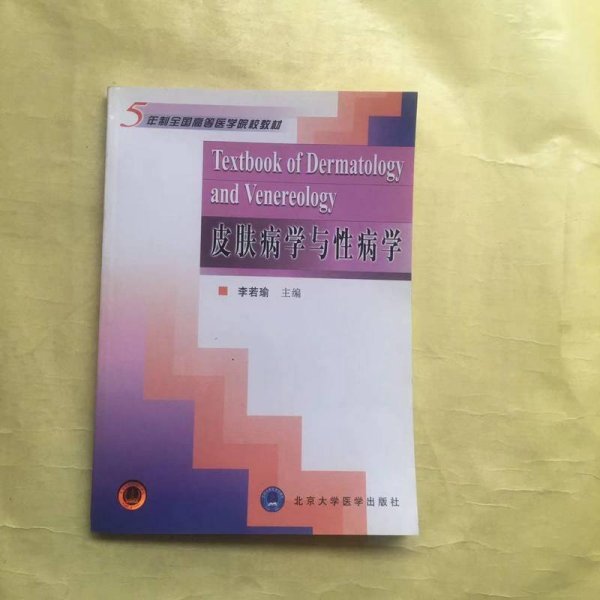 5年制全国高等医学院校教材
Textbook of Dermatology
and Venereology
皮肤病学与性病学
李若瑜 主编
北京大学医学出版社